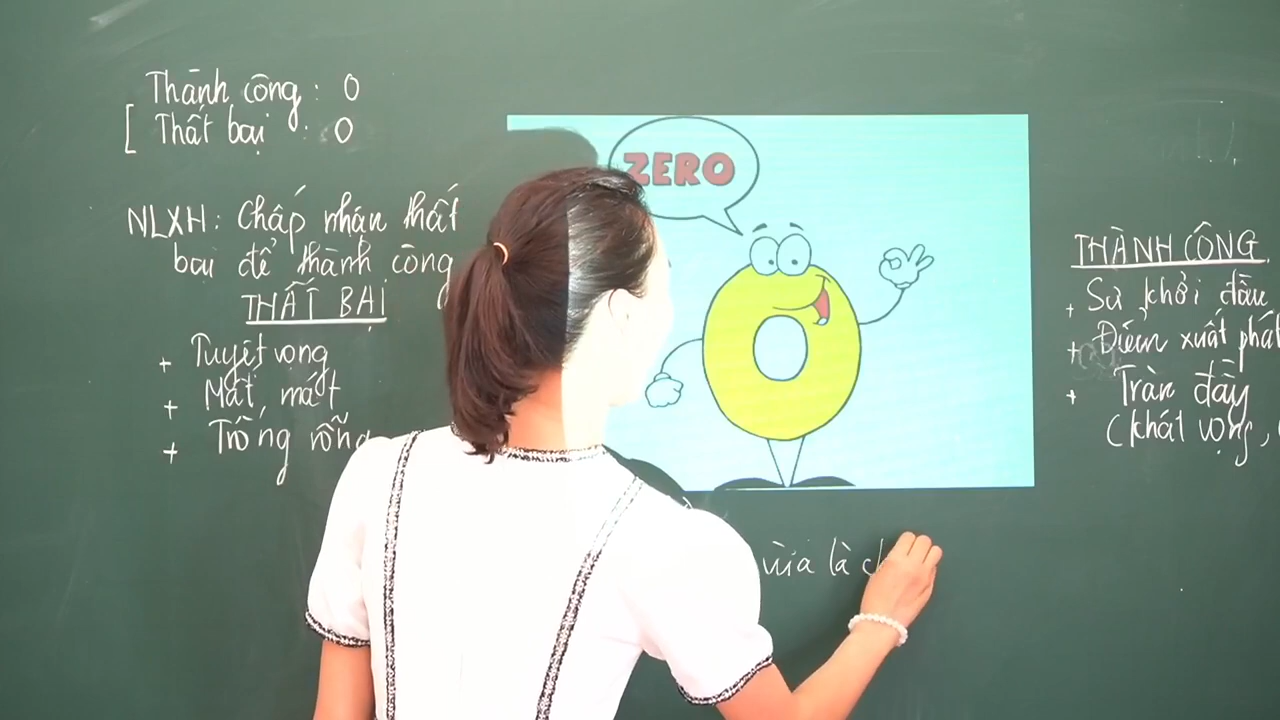 Thành công : 0
[ Thất bại : 0
NLXH: Chấp nhận thất
bại để thành công
THẤT BẠI
+ Tuyệt vọng
+ Mất mát
+ Trống rỗng
ZERO
THÀNH CÔNG
+ Sự khởi đầu
+ Điểm xuất phát
+ Tràn đầy
(khát vọng,
là